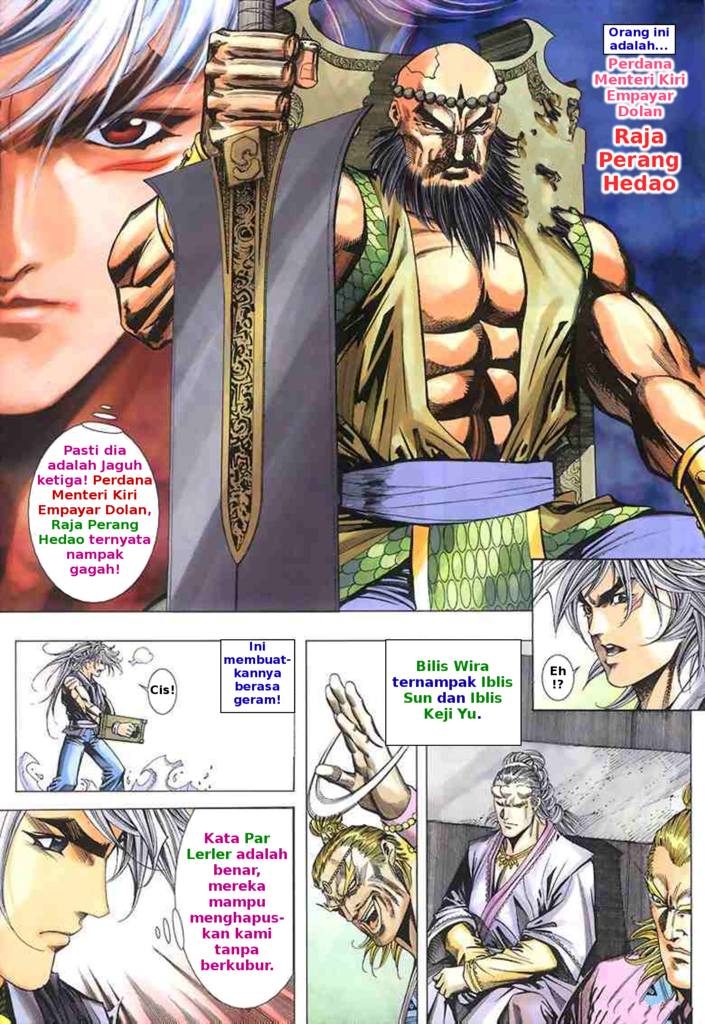 Orang ini
adalah...
Perdana
Menteri Kiri
Empayar
Dolan
Raja
Perang
Hedao
Pasti dia
adalah Jaguh
ketiga! Perdana
Menteri Kiri
Empayar Dolan,
Raja Perang
Hedao ternyata
nampak
gagah!
Eh
!?
Cis!
Ini
membuat-
kannya
berasa
geram!
Bilis Wira
ternampak Iblis
Sun dan Iblis
Keji Yu.
Kata Par
Lerler adalah
benar,
mereka
mampu
menghapus-
kan kami
tanpa
berkubur.